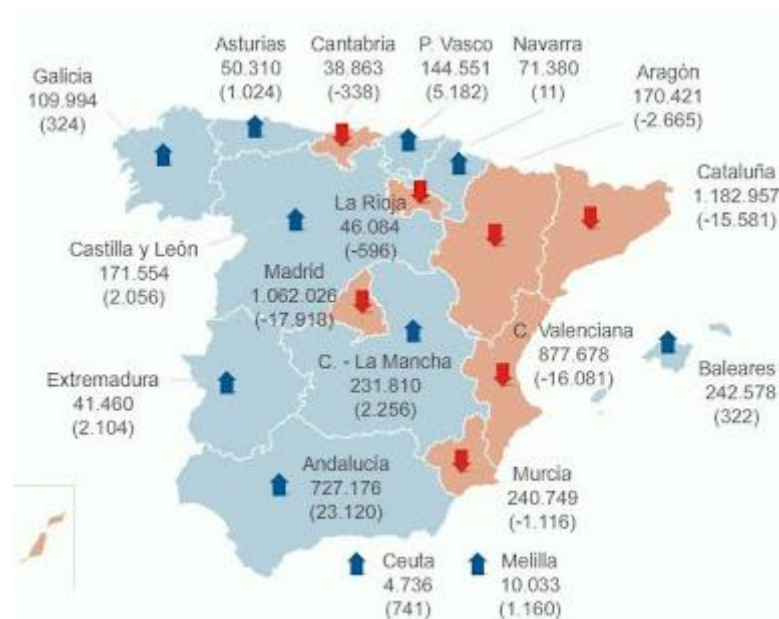 Asturias
50.310
(1.024)
Cantabria
38.863
(-338)
P. Vasco
144.551
(5.182)
Navarra
71.380
(11)
Galicia
109.994
(324)
Aragón
170.421
(-2.665)
Cataluña
1.182.957
(-15.581)
La Rioja
46.084
(-596)
Castilla y León
171.554
(2.056)
Madrid
1.062.026
(-17.918)
C. Valenciana
877.678
(-16.081)
C. - La Mancha
231.810
(2.256)
Baleares
242.578
(322)
Extremadura
41.460
(2.104)
Andalucía
727.176
(23.120)
Murcia
240.749
(-1.116)
Ceuta
4.736
(741)
Melilla
10.033
(1.160)